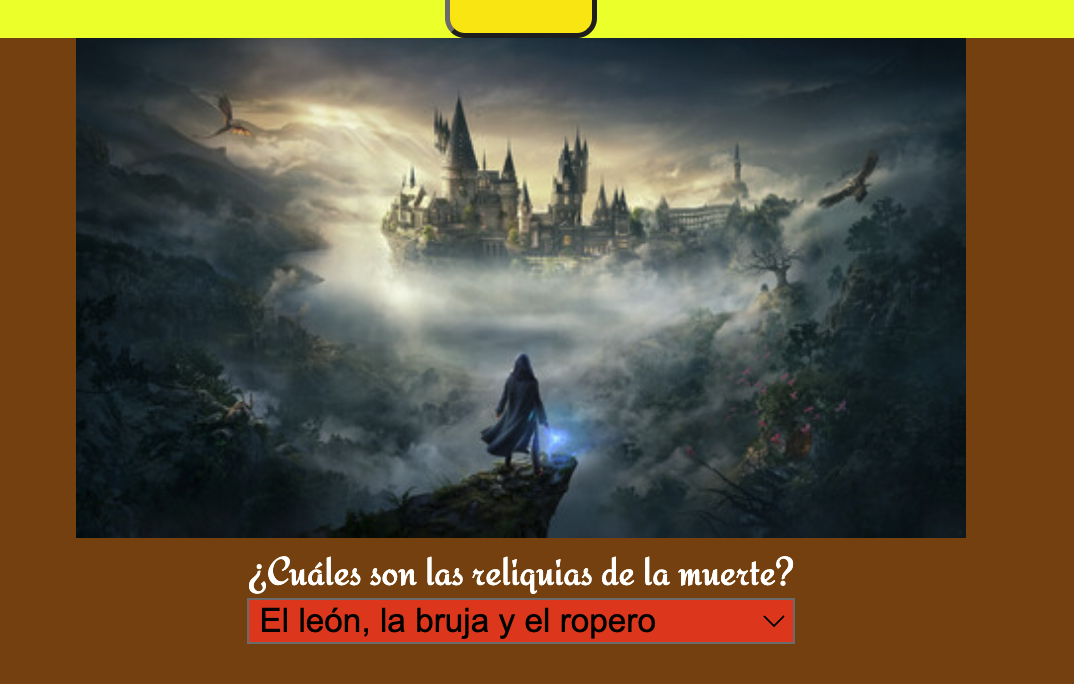 ¿Cuáles son las reliquias de la muerte?
El león, la bruja y el ropero